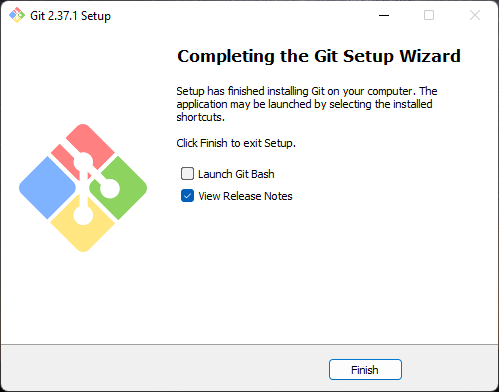 Git 2.37.1 Setup
Completing the Git Setup Wizard
Setup has finished installing Git on your computer. The
application may be launched by selecting the installed
shortcuts.
Click Finish to exit Setup.
Launch Git Bash
View Release Notes
Finish